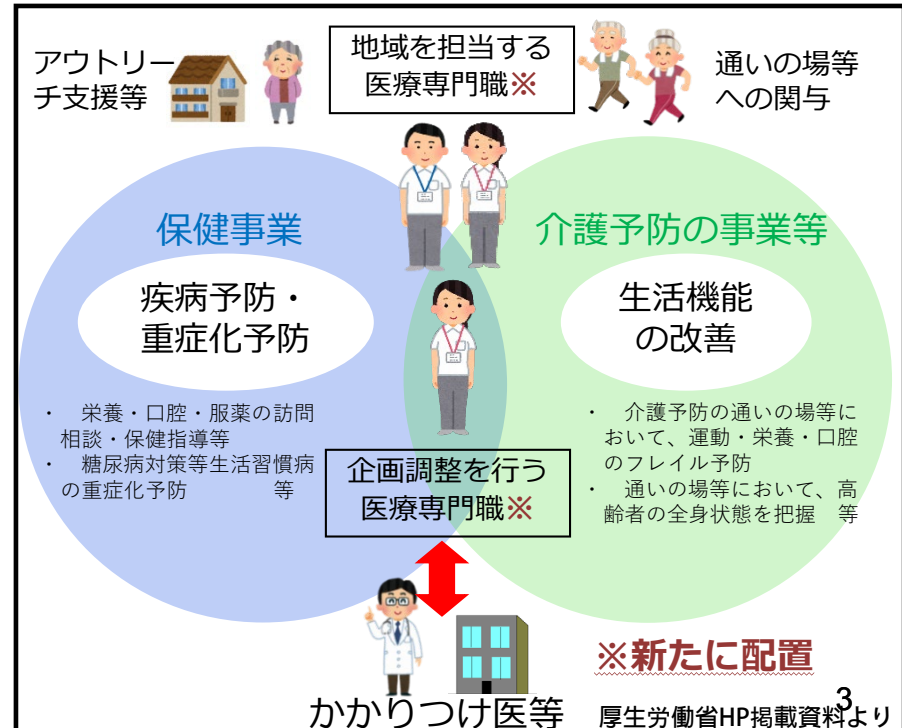 アウトリー
チ支援等
地域を担当する
医療専門職※
通いの場等
への関与
保健事業
疾病予防・
重症化予防
・　栄養・口腔・服薬の訪問
相談・保健指導等
・　糖尿病対策等生活習慣病
の重症化予防　　　等
介護予防の事業等
生活機能
の改善
・　介護予防の通いの場等に
おいて、運動・栄養・口腔
のフレイル予防
・　通いの場等において、高
齢者の全身状態を把握　等
企画調整を行う
医療専門職※
かかりつけ医等
※新たに配置
厚生労働省HP掲載資料より
3